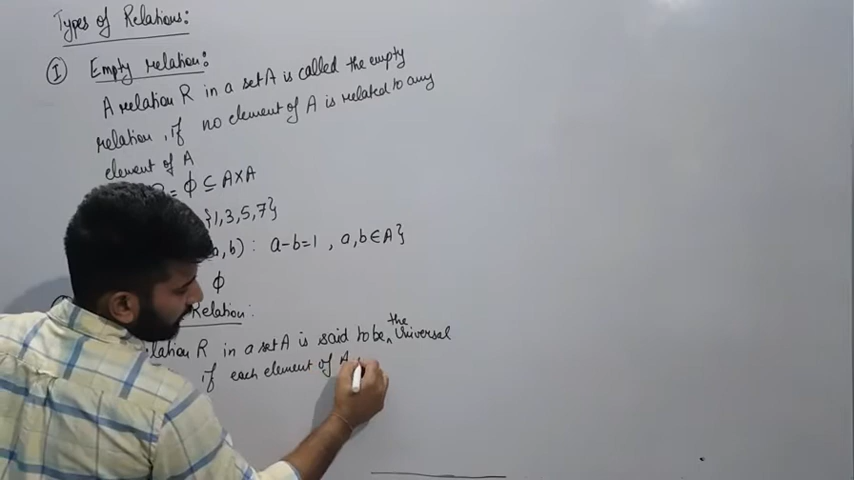 Types of Relations:
I Empty relation:
A relation R in a set A is called the empty
relation, if no element of A is related to any
element of A
= ϕ ⊆ A×A
{1,3,5,7}
a,b) : a-b=1 , a,b∈A}
ϕ
Relation:
R in a set A is said to be the Universal
if each element of A